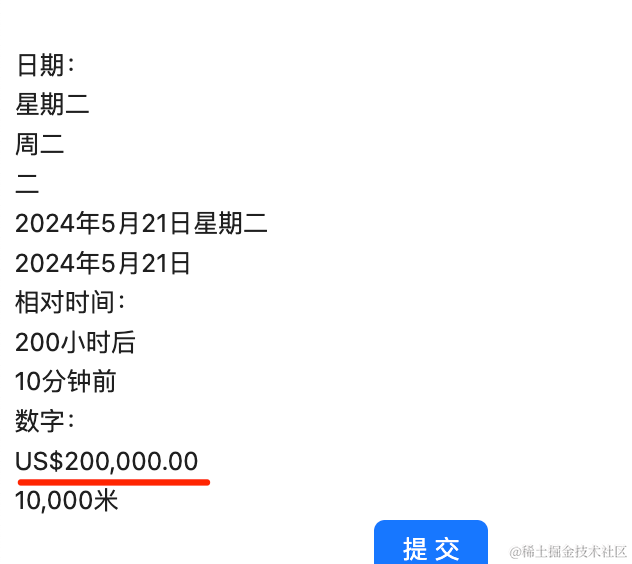 日期：
星期二
周二
二
2024年5月21日星期二
2024年5月21日
相对时间：
200小时后
10分钟前
数字：
US$200,000.00
10,000米
提 交
@稀土掘金技术社区